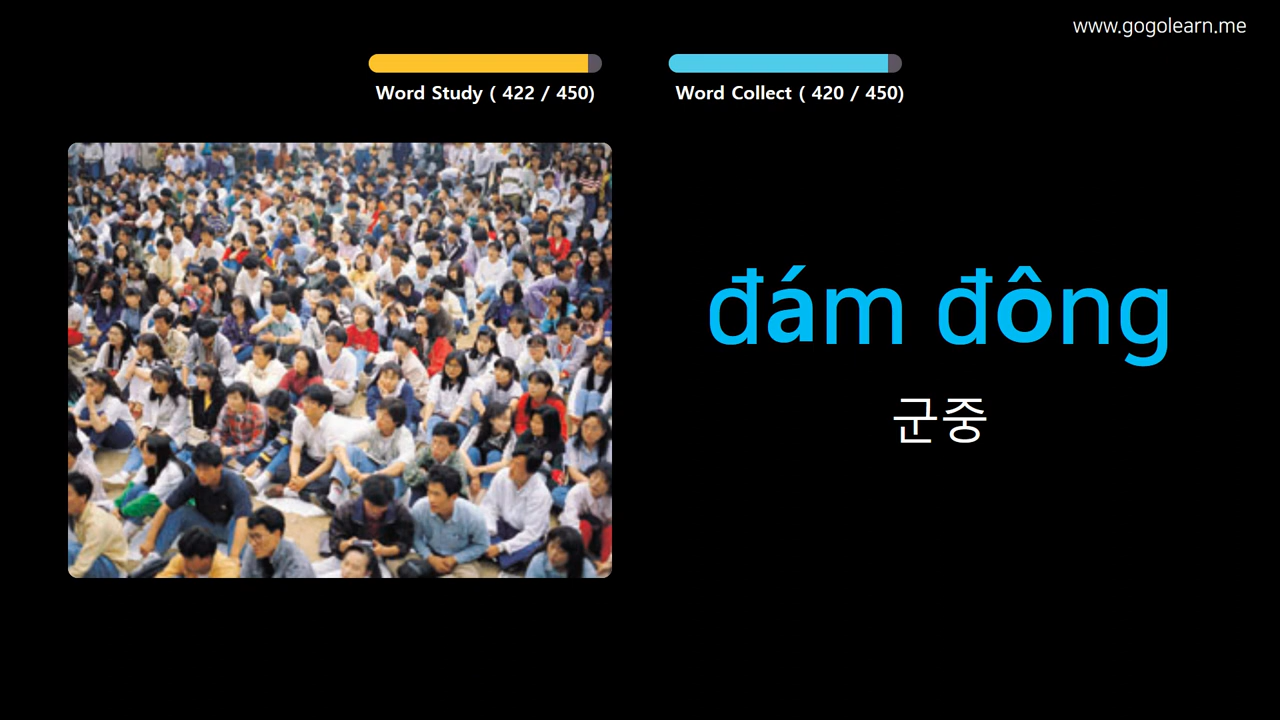 www.gogolearn.me
Word Study ( 422 / 450)
Word Collect ( 420 / 450)
đám đông
군중